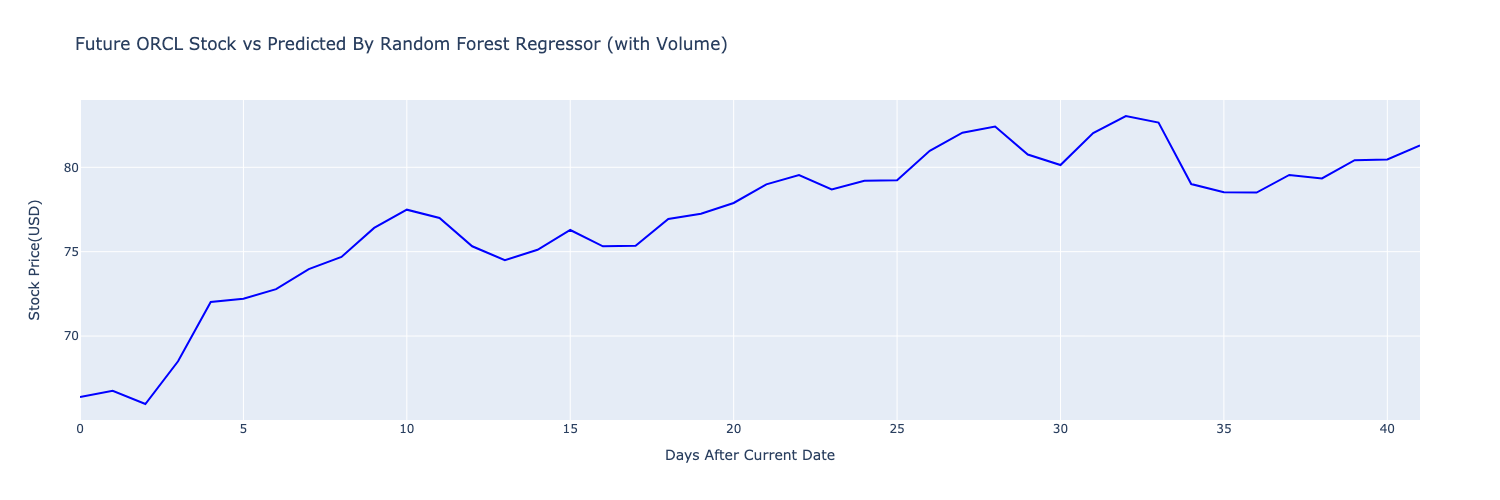 Future ORCL Stock vs Predicted By Random Forest Regressor (with Volume)
Stock Price(USD)
80
75
70
0 5 10 15 20 25 30 35 40
Days After Current Date